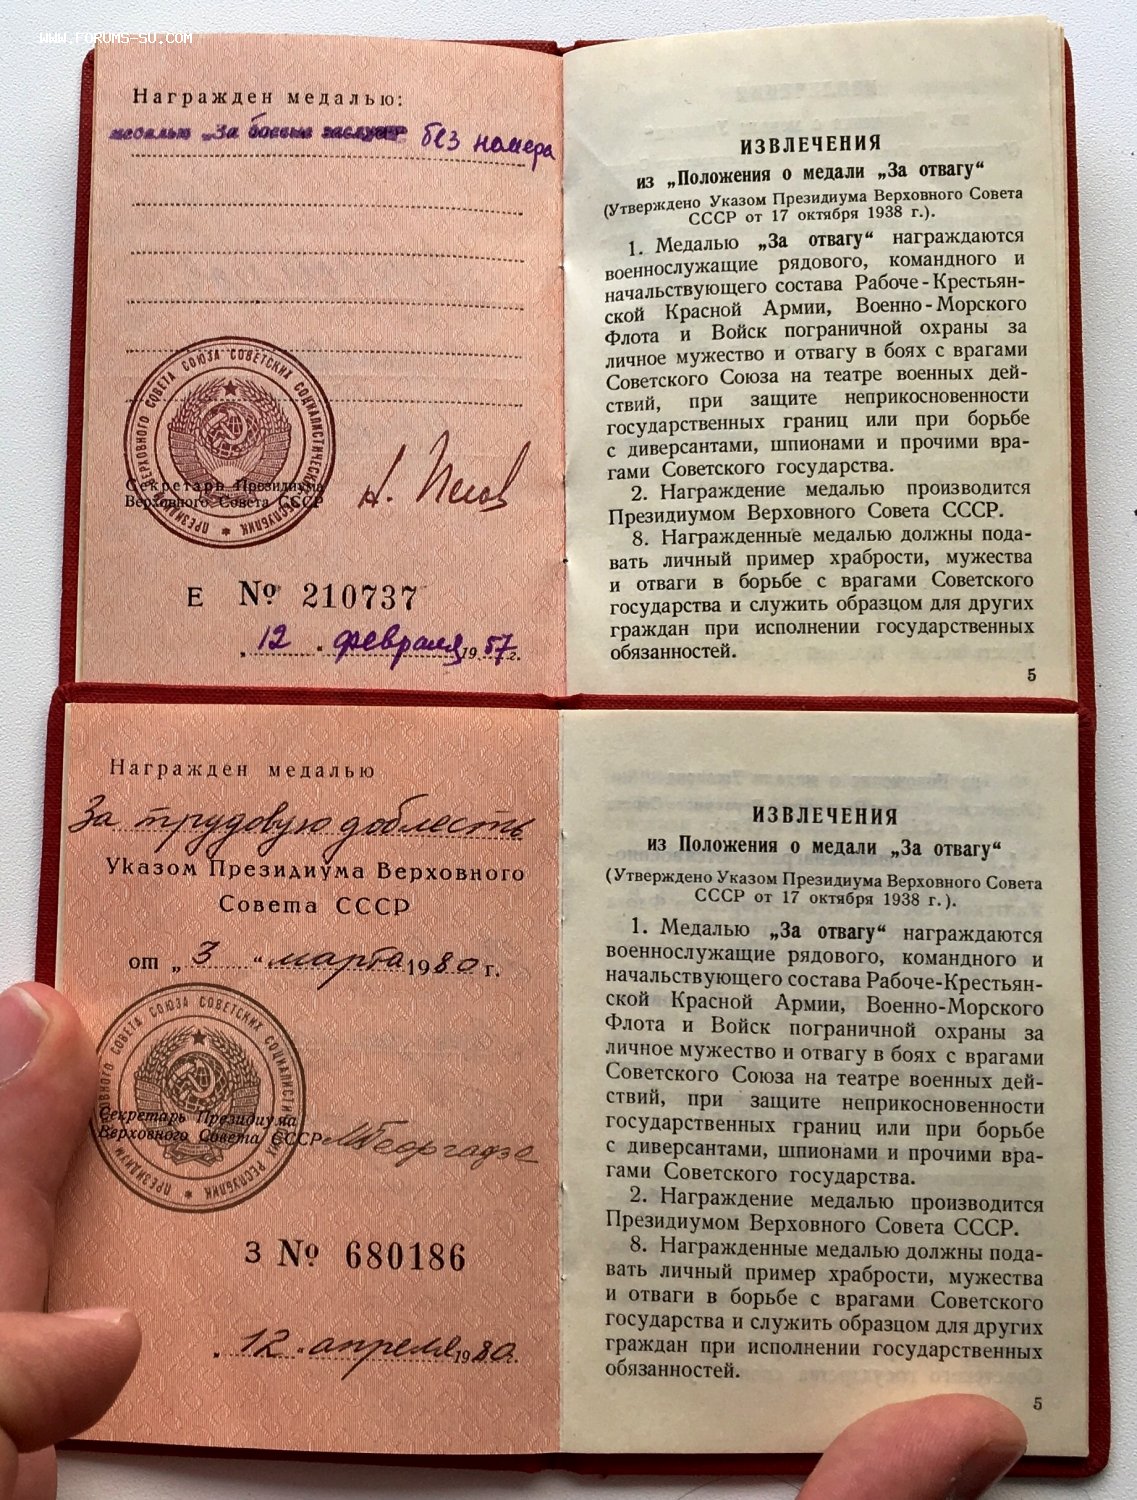 WWW.FORUMS-SU.COM
Награжден медалью:
медалью „За боевые заслуги" без номера
Секретарь Президиума
Верховного Совета СССР
Е № 210737
„ 12 . февраля 1957 г.
ИЗВЛЕЧЕНИЯ
из „Положения о медали „За отвагу“
(Утверждено Указом Президиума Верховного Совета
СССР от 17 октября 1938 г.).
1. Медалью „За отвагу“ награждаются
военнослужащие рядового, командного и
начальствующего состава Рабоче-Крестьян-
ской Красной Армии, Военно-Морского
Флота и Войск пограничной охраны за
личное мужество и отвагу в боях с врагами
Советского Союза на театре военных дей-
ствий, при защите неприкосновенности
государственных границ или при борьбе
с диверсантами, шпионами и прочими вра-
гами Советского государства.
2. Награждение медалью производится
Президиумом Верховного Совета СССР.
8. Награжденные медалью должны пода-
вать личный пример храбрости, мужества
и отваги в борьбе с врагами Советского
государства и служить образцом для других
граждан при исполнении государственных
обязанностей.
5
Награжден медалью
За трудовую доблесть
Указом Президиума Верховного
Совета СССР
от „ 3 “ марта 1980 г.
Секретарь Президиума
Верховного Совета СССР М Георгадзе
З № 680186
„ 12 “ апреля 1980г.
ИЗВЛЕЧЕНИЯ
из Положения о медали „За отвагу“
(Утверждено Указом Президиума Верховного Совета
СССР от 17 октября 1938 г.).
1. Медалью „За отвагу“ награждаются
военнослужащие рядового, командного и
начальствующего состава Рабоче-Крестьян-
ской Красной Армии, Военно-Морского
Флота и Войск пограничной охраны за
личное мужество и отвагу в боях с врагами
Советского Союза на театре военных дей-
ствий, при защите неприкосновенности
государственных границ или при борьбе
с диверсантами, шпионами и прочими вра-
гами Советского государства.
2. Награждение медалью производится
Президиумом Верховного Совета СССР.
8. Награжденные медалью должны пода-
вать личный пример храбрости, мужества
и отваги в борьбе с врагами Советского
государства и служить образцом для других
граждан при исполнении государственных
обязанностей.
5